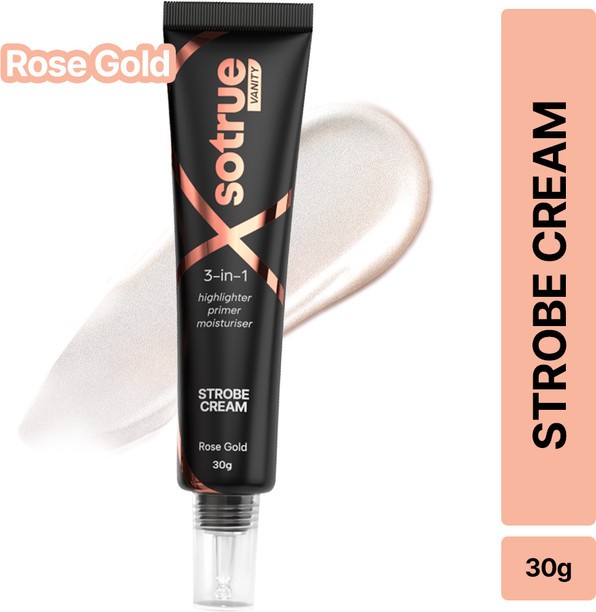 Rose Gold
sotrue
VANITY
3-in-1
highlighter
primer
moisturiser
STROBE
CREAM
Rose Gold
30g
STROBE CREAM
30g